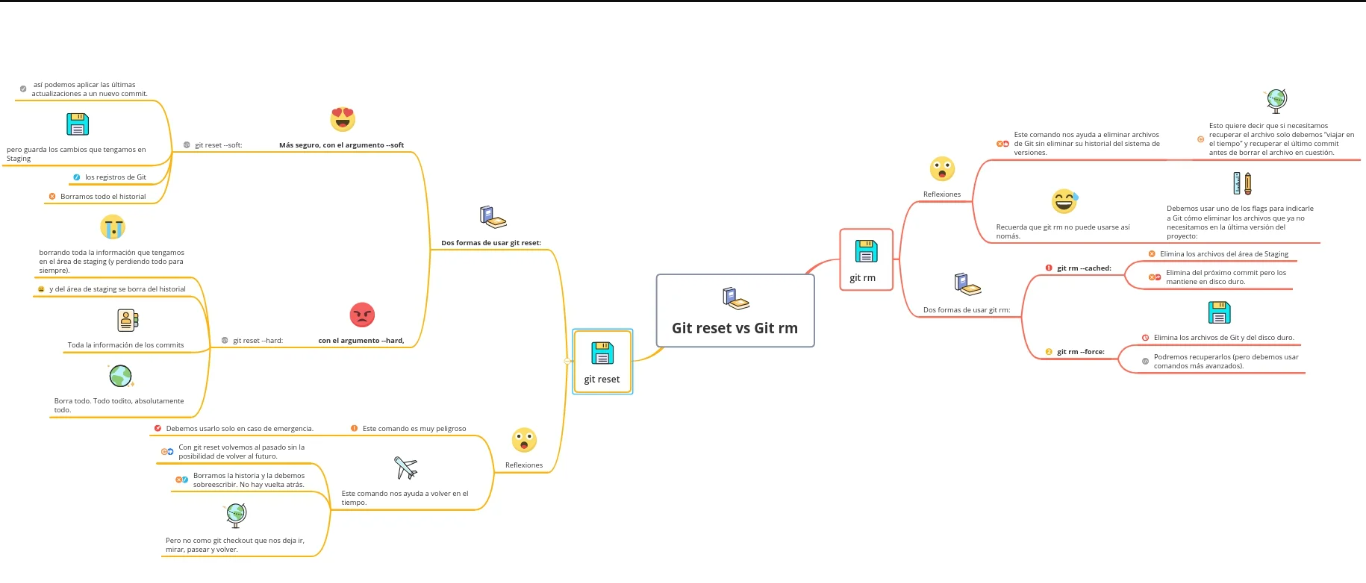 Git reset vs Git rm
git reset
Dos formas de usar git reset:
Más seguro, con el argumento --soft
git reset --soft:
así podemos aplicar las últimas
actualizaciones a un nuevo commit.
pero guarda los cambios que tengamos en
Staging
los registros de Git
Borramos todo el historial
con el argumento --hard,
git reset --hard:
borrando toda la información que tengamos
en el área de staging (y perdiendo todo para
siempre).
y del área de staging se borra del historial
Toda la información de los commits
Borra todo. Todo todito, absolutamente
todo.
Reflexiones
Este comando es muy peligroso
Debemos usarlo solo en caso de emergencia.
Este comando nos ayuda a volver en el
tiempo.
Con git reset volvemos al pasado sin la
posibilidad de volver al futuro.
Borramos la historia y la debemos
sobreescribir. No hay vuelta atrás.
Pero no como git checkout que nos deja ir,
mirar, pasear y volver.
git rm
Reflexiones
Este comando nos ayuda a eliminar archivos
de Git sin eliminar su historial del sistema de
versiones.
Esto quiere decir que si necesitamos
recuperar el archivo solo debemos "viajar en
el tiempo" y recuperar el último commit
antes de borrar el archivo en cuestión.
Recuerda que git rm no puede usarse así
nomás.
Debemos usar uno de los flags para indicarle
a Git cómo eliminar los archivos que ya no
necesitamos en la última versión del
proyecto:
Dos formas de usar git rm:
git rm --cached:
Elimina los archivos del área de Staging
Elimina del próximo commit pero los
mantiene en disco duro.
git rm --force:
Elimina los archivos de Git y del disco duro.
Podremos recuperarlos (pero debemos usar
comandos más avanzados).